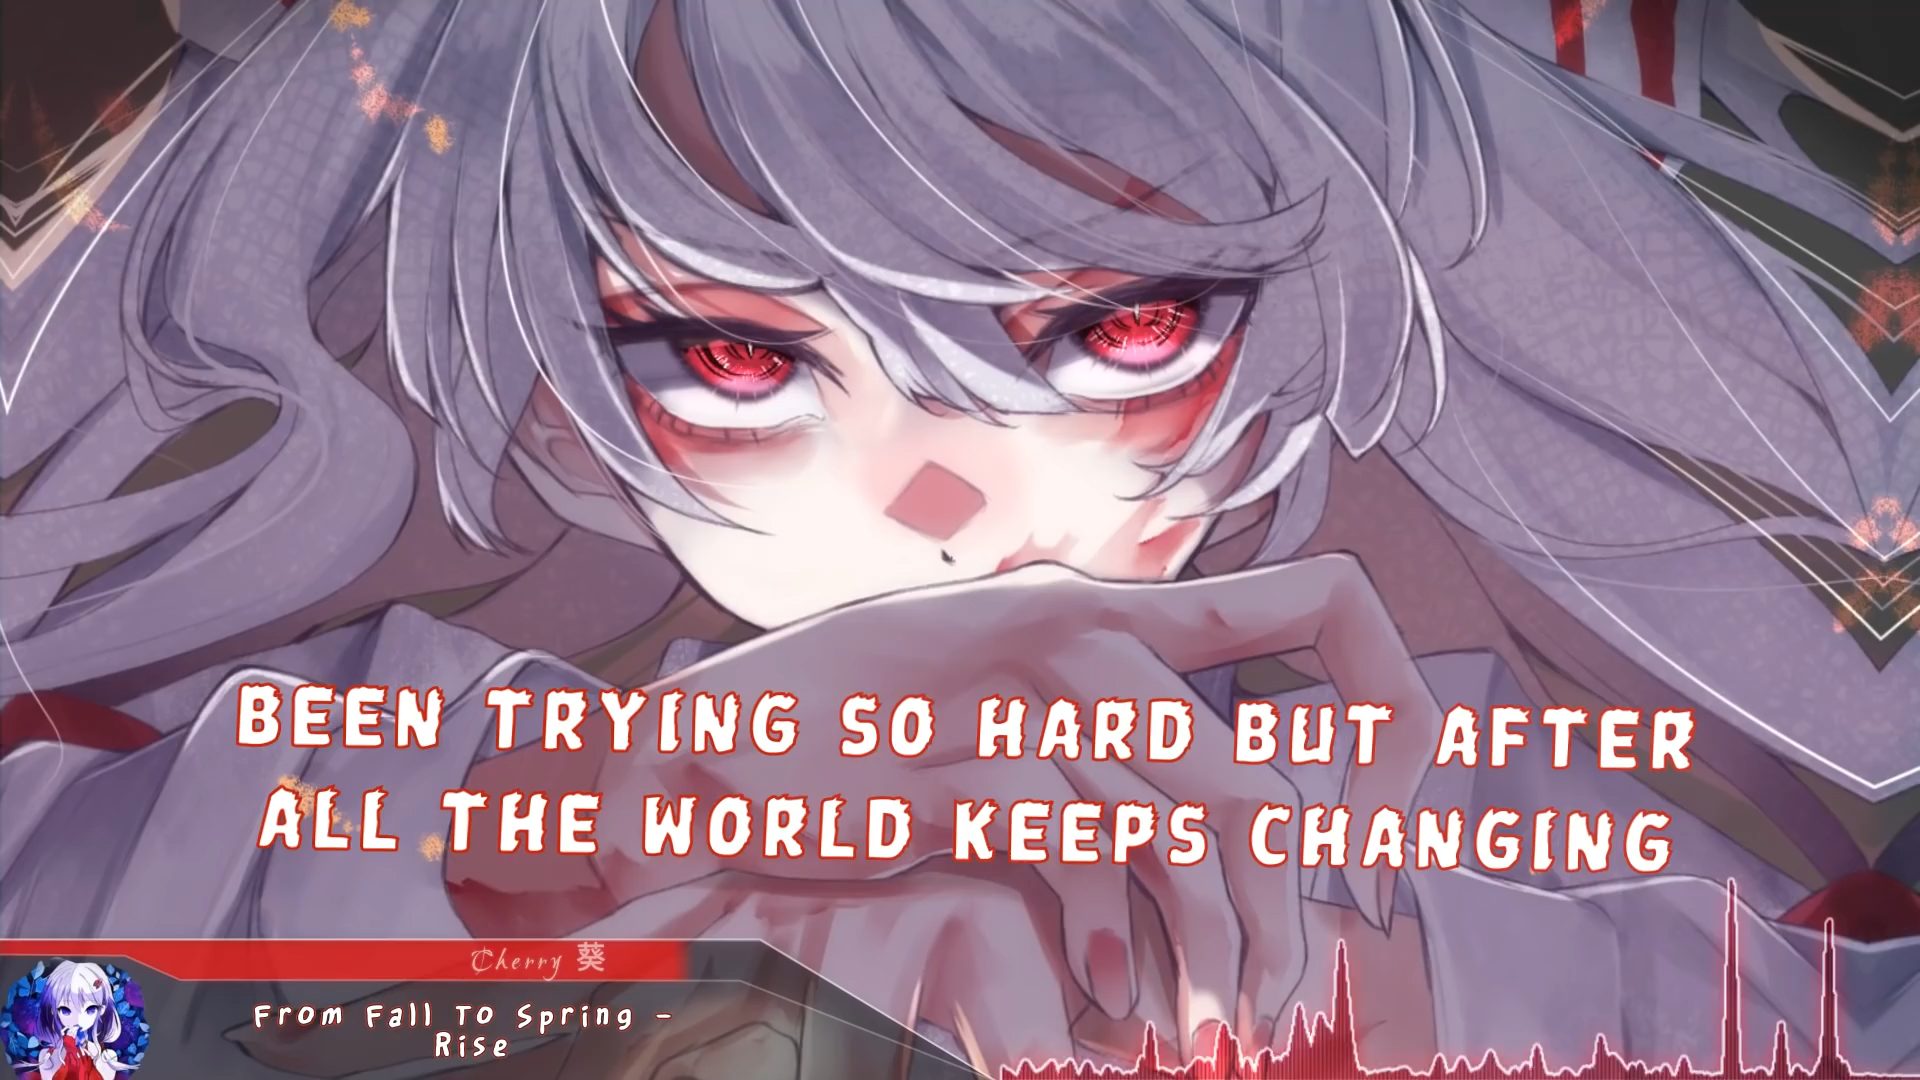 BEEN TRYING SO HARD BUT AFTER
ALL THE WORLD KEEPS CHANGING
Cherry 葵
From Fall To Spring -
Rise